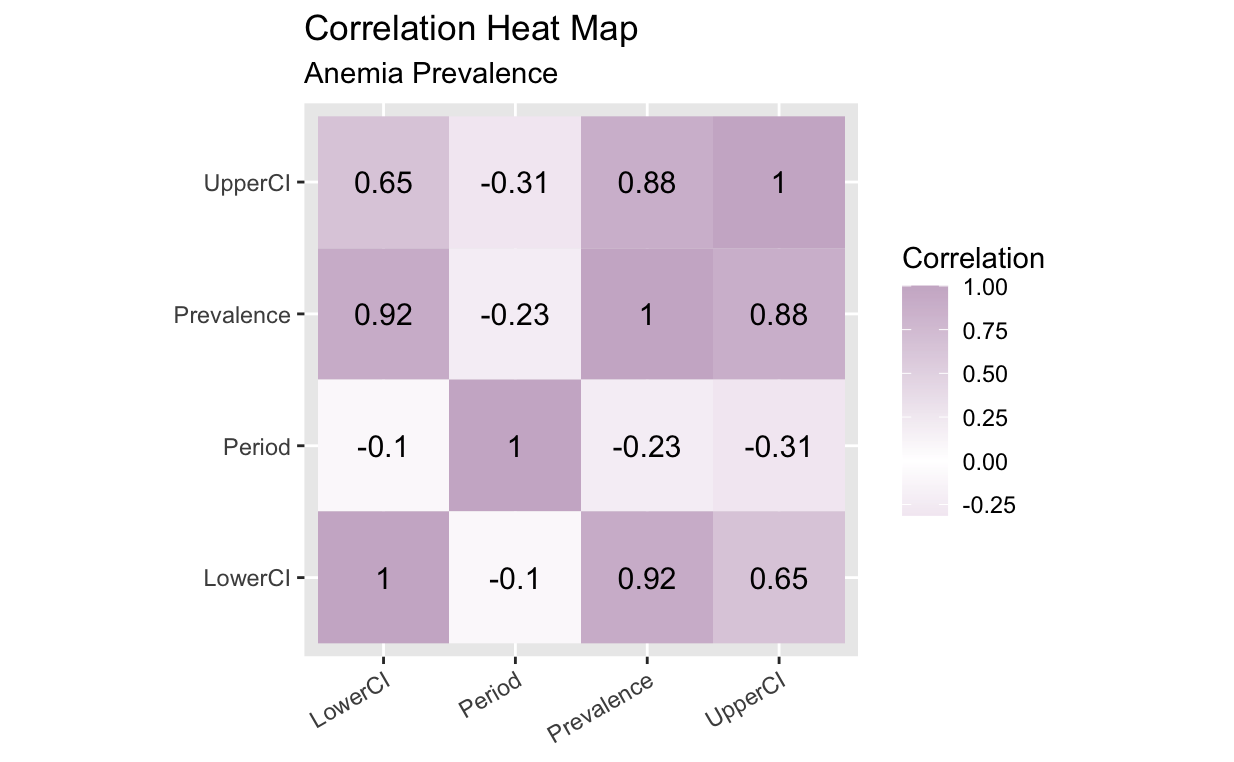 Correlation Heat Map
Anemia Prevalence
UpperCI
0.65 -0.31 0.88 1
Prevalence
0.92 -0.23 1 0.88
Period
-0.1 1 -0.23 -0.31
LowerCI
1 -0.1 0.92 0.65
LowerCI Period Prevalence UpperCI
Correlation
1.00
0.75
0.50
0.25
0.00
-0.25